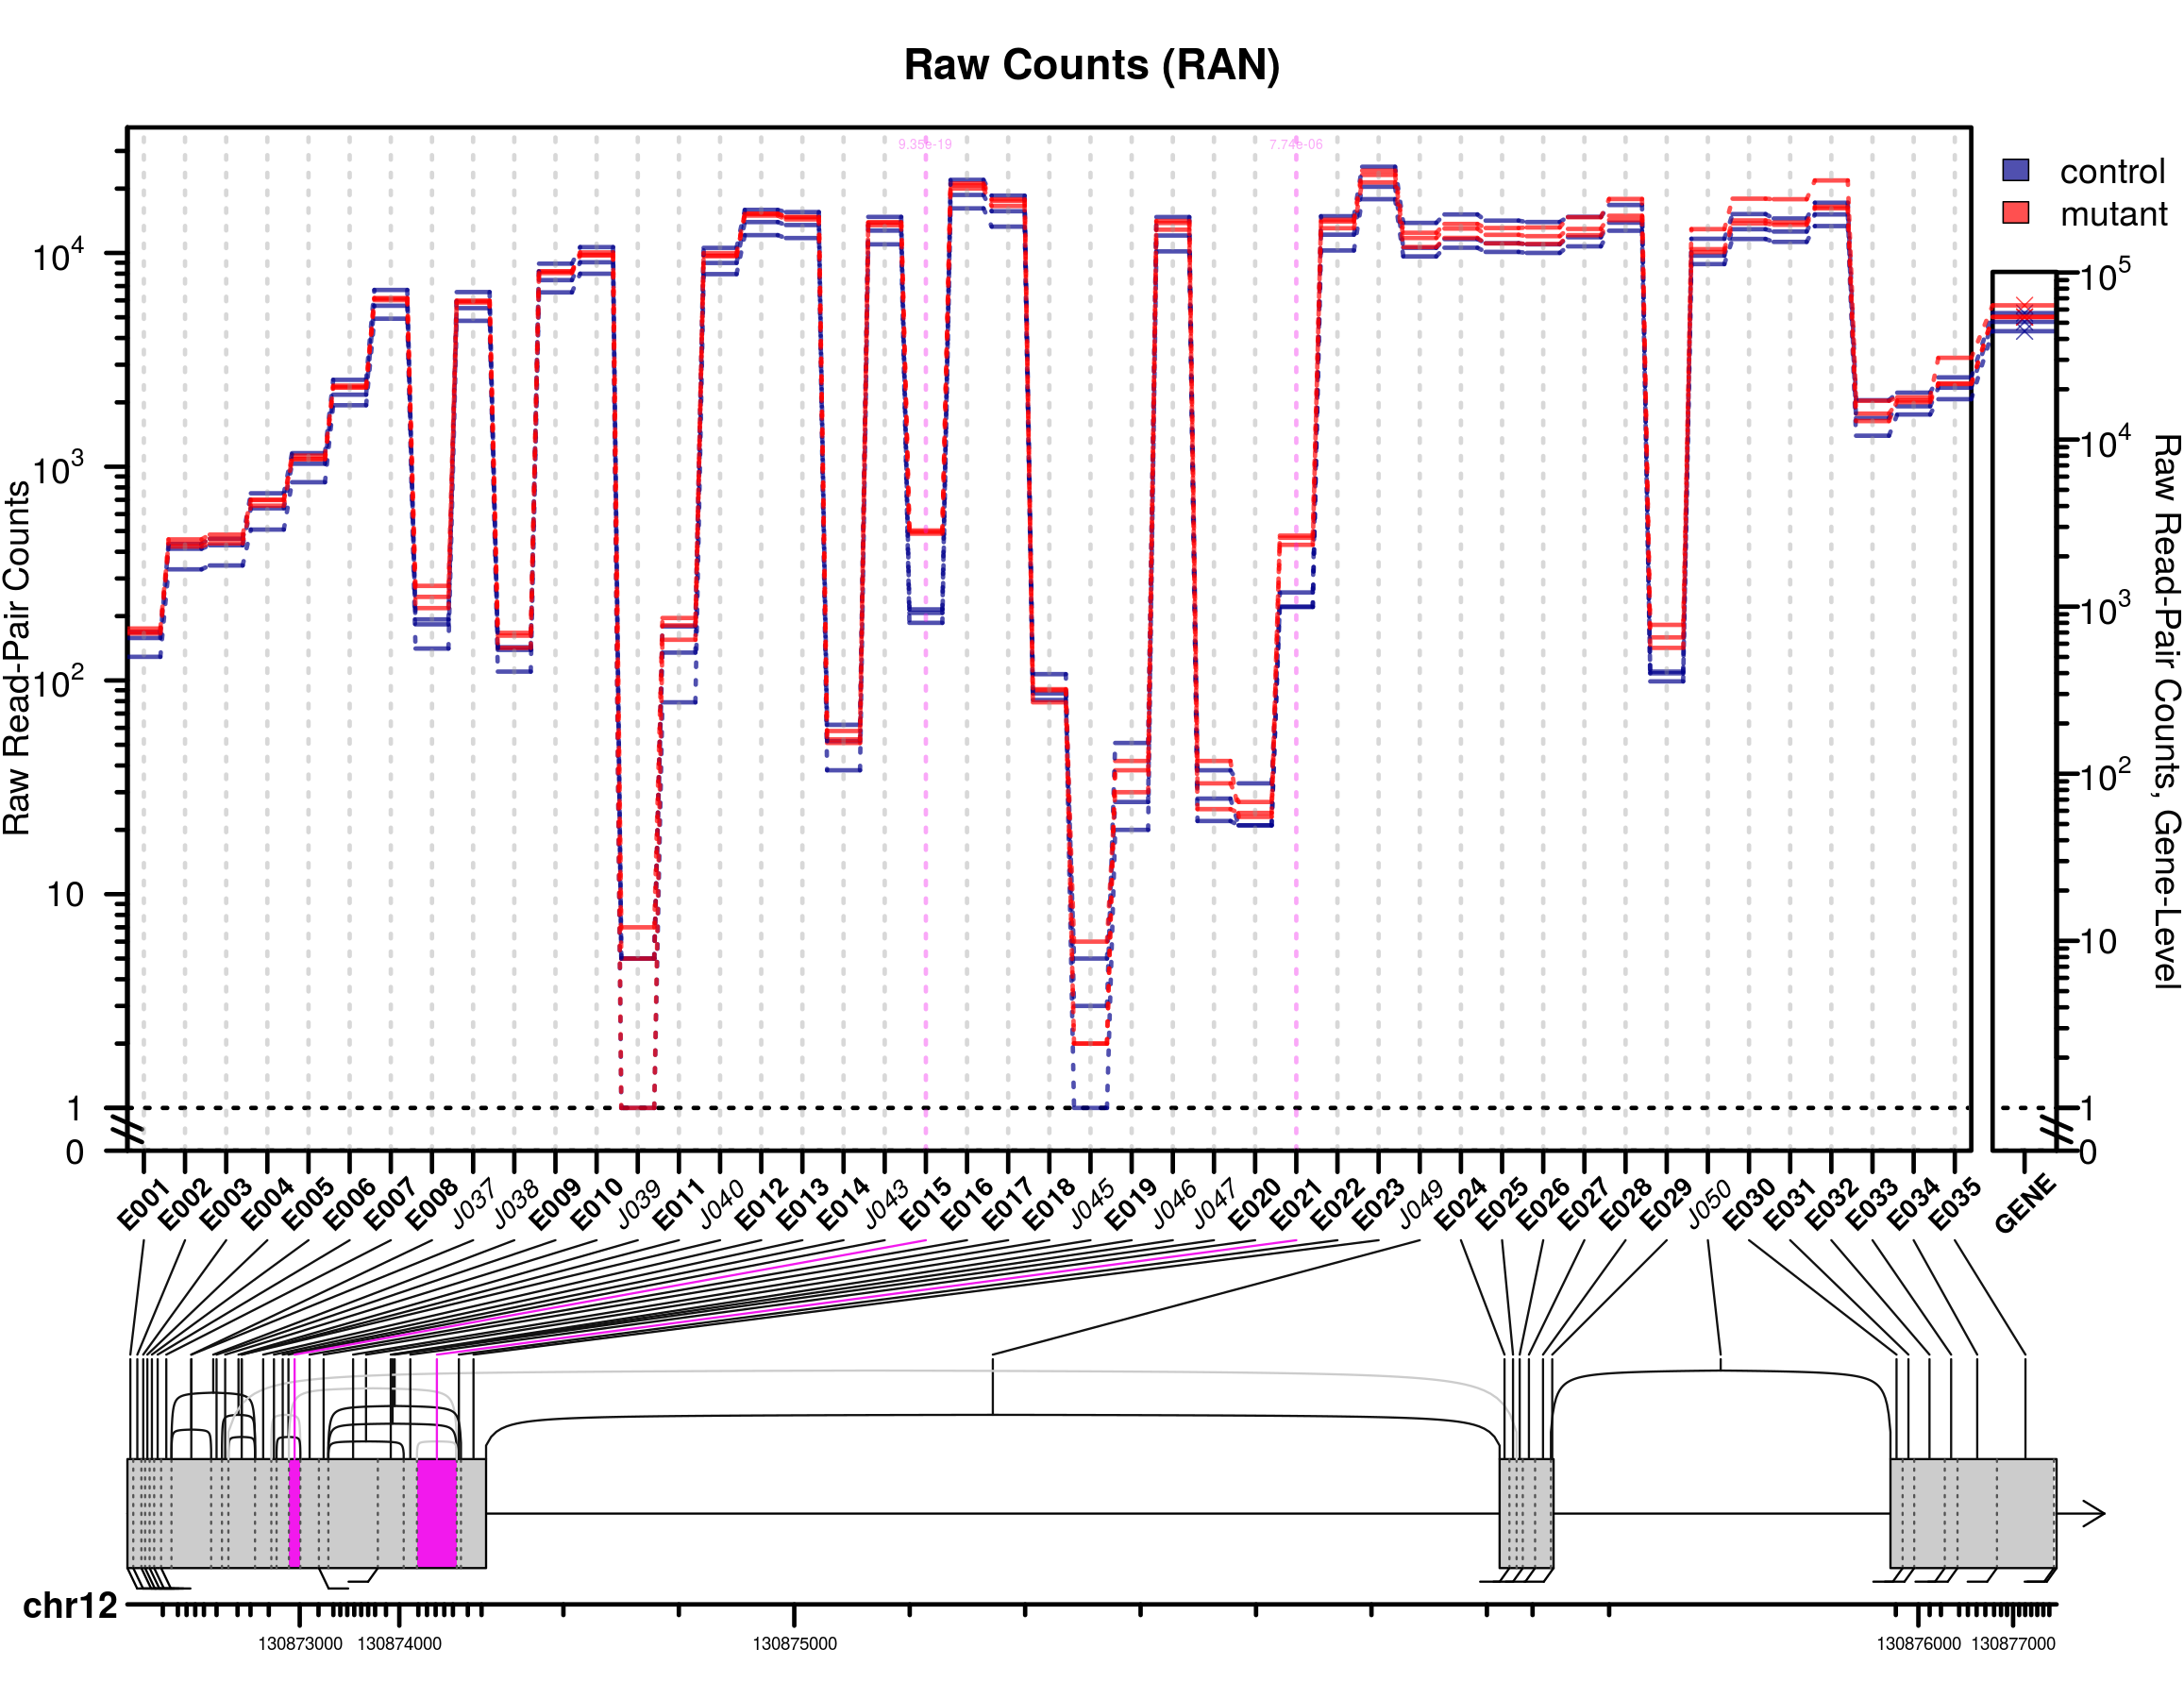 Raw Counts (RAN)
9.35e-19
7.74e-06
control
mutant
Raw Read-Pair Counts
10^4
10^3
10^2
10
1
0
10^5
10^4
10^3
10^2
10
1
0
Raw Read-Pair Counts, Gene-Level
E001 E002 E003 E004 E005 E006 E007 E008 J037 J038 E009 E010 J039 E011 J040 E012 E013 E014 J043 E015 E016 E017 E018 J045 E019 J046 J047 E020 E021 E022 E023 J049 E024 E025 E026 E027 E028 E029 J050 E030 E031 E032 E033 E034 E035 GENE
chr12
130873000 130874000 130875000 130876000 130877000